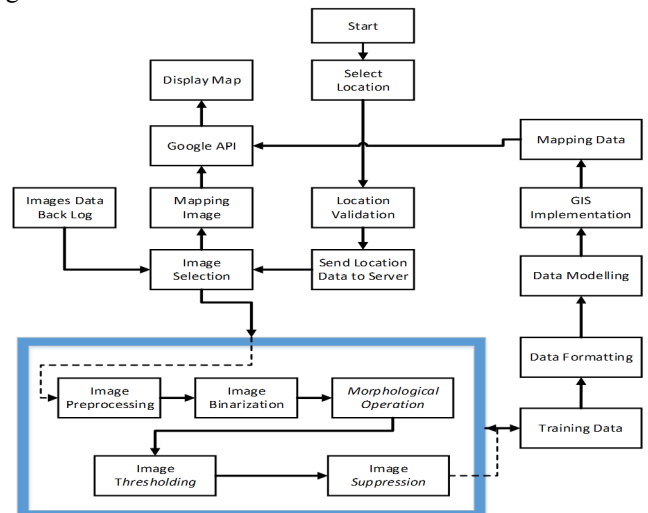 Start
Select
Location
Display Map
Google API
Mapping Data
Images Data
Back Log
Mapping
Image
Location
Validation
GIS
Implementation
Image
Selection
Send Location
Data to Server
Data Modelling
Data Formatting
Image
Preprocessing
Image
Binarization
Morphological
Operation
Training Data
Image
Thresholding
Image
Suppression